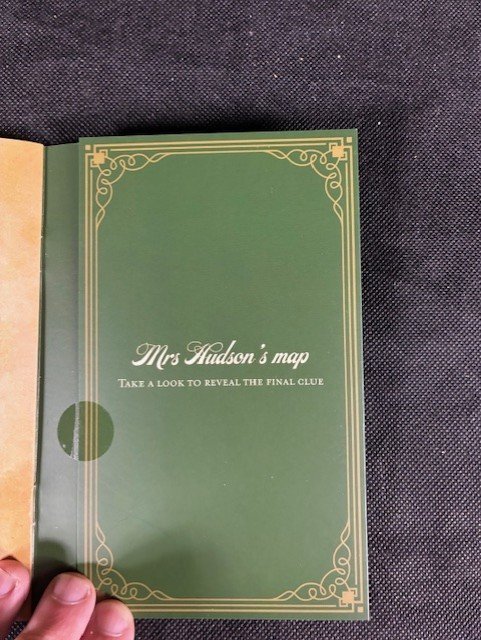 Mrs Hudson's map
TAKE A LOOK TO REVEAL THE FINAL CLUE